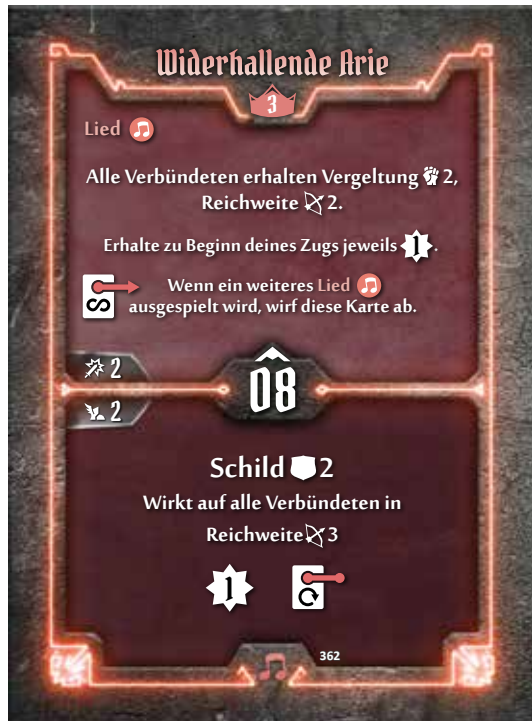 Widerhallende Arie
3
Lied
Alle Verbündeten erhalten Vergeltung 2,
Reichweite 2.
Erhalte zu Beginn deines Zugs jeweils 1.
Wenn ein weiteres Lied
ausgespielt wird, wirf diese Karte ab.
2
08
2
Schild 2
Wirkt auf alle Verbündeten in
Reichweite 3
1
362